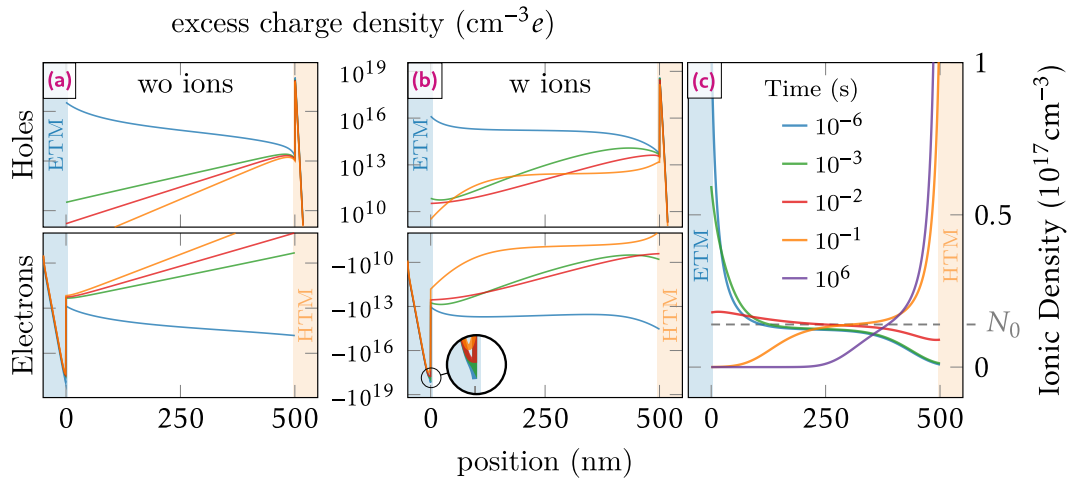 excess charge density (cm⁻³e)
(a)
wo ions
Holes
ETM
Electrons
HTM
0
250
500
(b)
w ions
10¹⁹
10¹⁶
10¹³
10¹⁰
ETM
−10¹⁰
−10¹³
−10¹⁶
−10¹⁹
HTM
0
250
500
(c)
Time (s)
10⁻⁶
10⁻³
10⁻²
10⁻¹
10⁶
ETM
HTM
1
0.5
N₀
0
Ionic Density (10¹⁷cm⁻³)
0
250
500
position (nm)